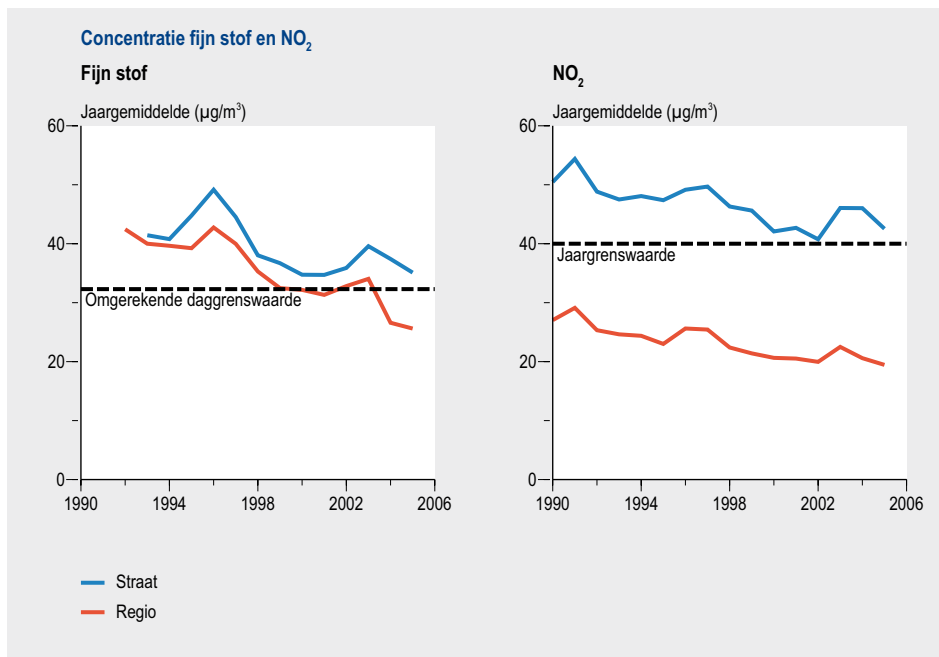 Concentratie fijn stof en NO₂
Fijn stof
Jaargemiddelde (µg/m³)
60
40
20
0
Omgerekende daggrenswaarde
1990 1994 1998 2002 2006
NO₂
Jaargemiddelde (µg/m³)
60
40
20
0
Jaargrenswaarde
1990 1994 1998 2002 2006
Straat
Regio